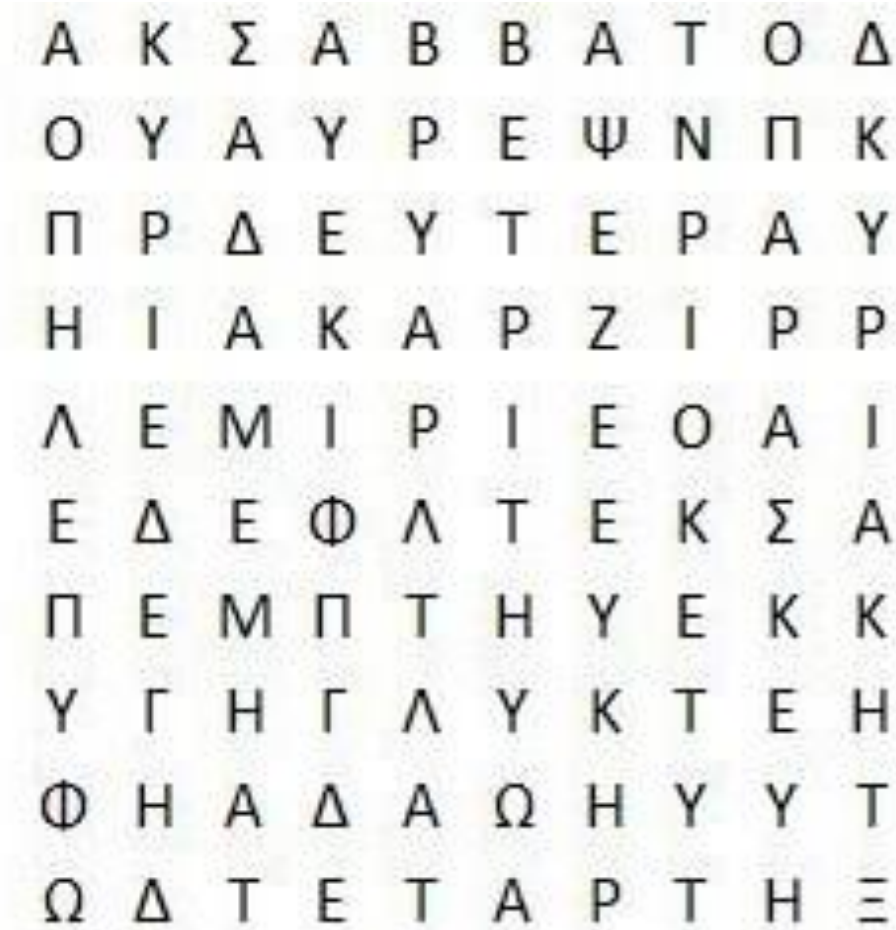 Α Κ Σ Α Β Β Α Τ Ο Δ
Ο Υ Α Υ Ρ Ε Ψ Ν Π Κ
Π Ρ Δ Ε Υ Τ Ε Ρ Α Υ
Η Ι Α Κ Α Ρ Ζ Ι Ρ Ρ
Λ Ε Μ Ι Ρ Ι Ε Ο Α Ι
Ε Δ Ε Φ Λ Τ Ε Κ Σ Α
Π Ε Μ Π Τ Η Υ Ε Κ Κ
Υ Γ Η Γ Λ Υ Κ Τ Ε Η
Φ Η Α Δ Α Ω Η Υ Υ Τ
Ω Δ Τ Ε Τ Α Ρ Τ Η Ξ